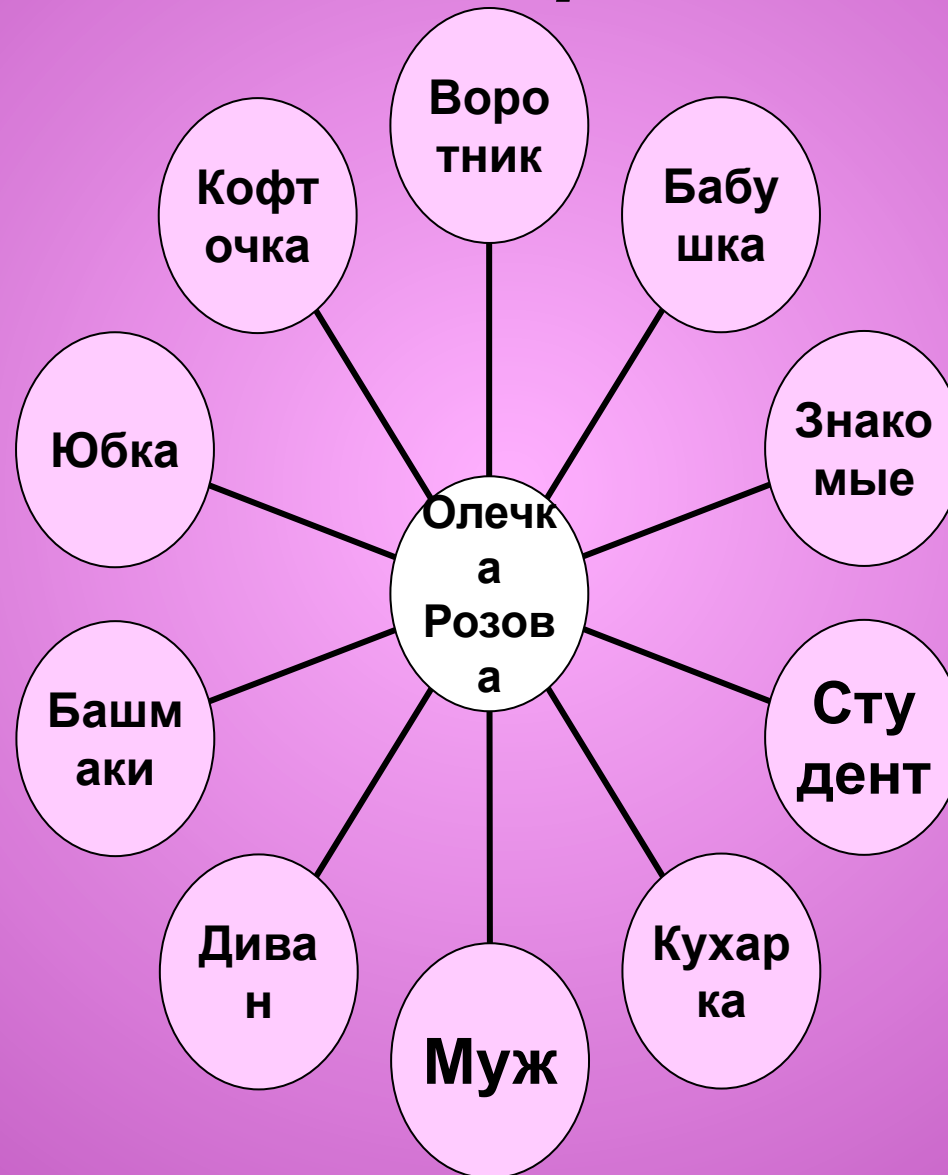 Воро
тник
Бабу
шка
Знако
мые
Сту
дент
Кухар
ка
Муж
Дива
н
Башм
аки
Юбка
Кофт
очка
Олечк
а
Розов
а